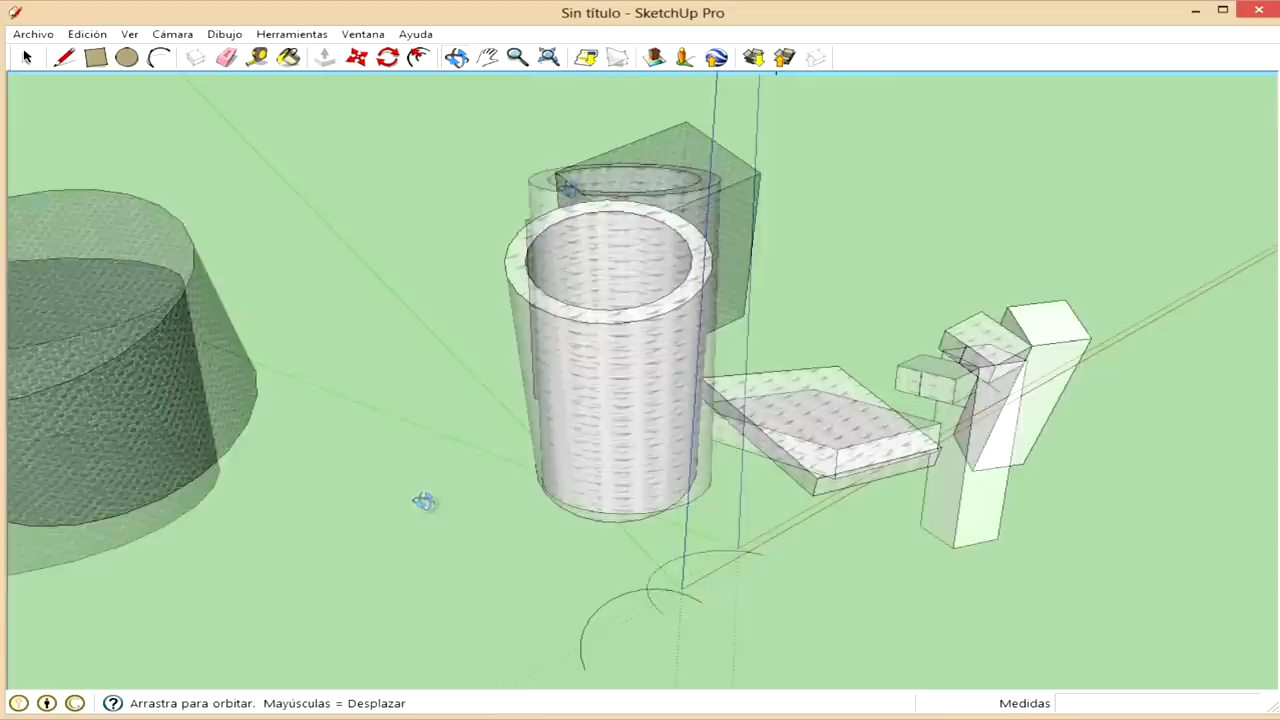 Sin título - SketchUp Pro
Archivo Edición Ver Cámara Dibujo Herramientas Ventana Ayuda
Arrastra para orbitar. Mayúsculas = Desplazar Medidas